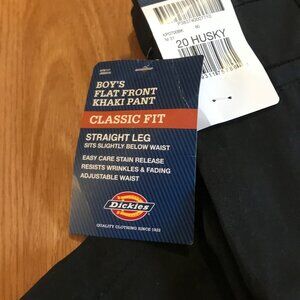 BOY'S
FLAT FRONT
KHAKI PANT
CLASSIC FIT
STRAIGHT LEG
SITS SLIGHTLY BELOW WAIST
EASY CARE STAIN RELEASE
RESISTS WRINKLES & FADING
ADJUSTABLE WAIST
Dickies
QUALITY CLOTHING SINCE 1922
20 HUSKY